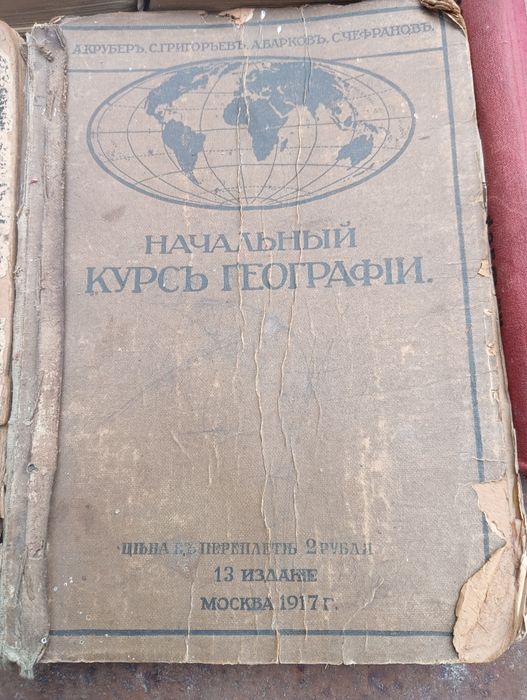 А.КРУБЕРЪ, С.ГРИГОРЬЕВЪ, А.БАРКОВЪ, С.ЧЕФРАНОВЪ.
НАЧАЛЬНЫЙ
КУРСЪ ГЕОГРАФІИ.
ЦѢНА ВЪ ПЕРЕПЛЕТѢ 2 РУБЛЯ
13 ИЗДАНІЕ
МОСКВА 1917 Г.